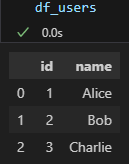 df_users
0.0s
id name
0 1 Alice
1 2 Bob
2 3 Charlie